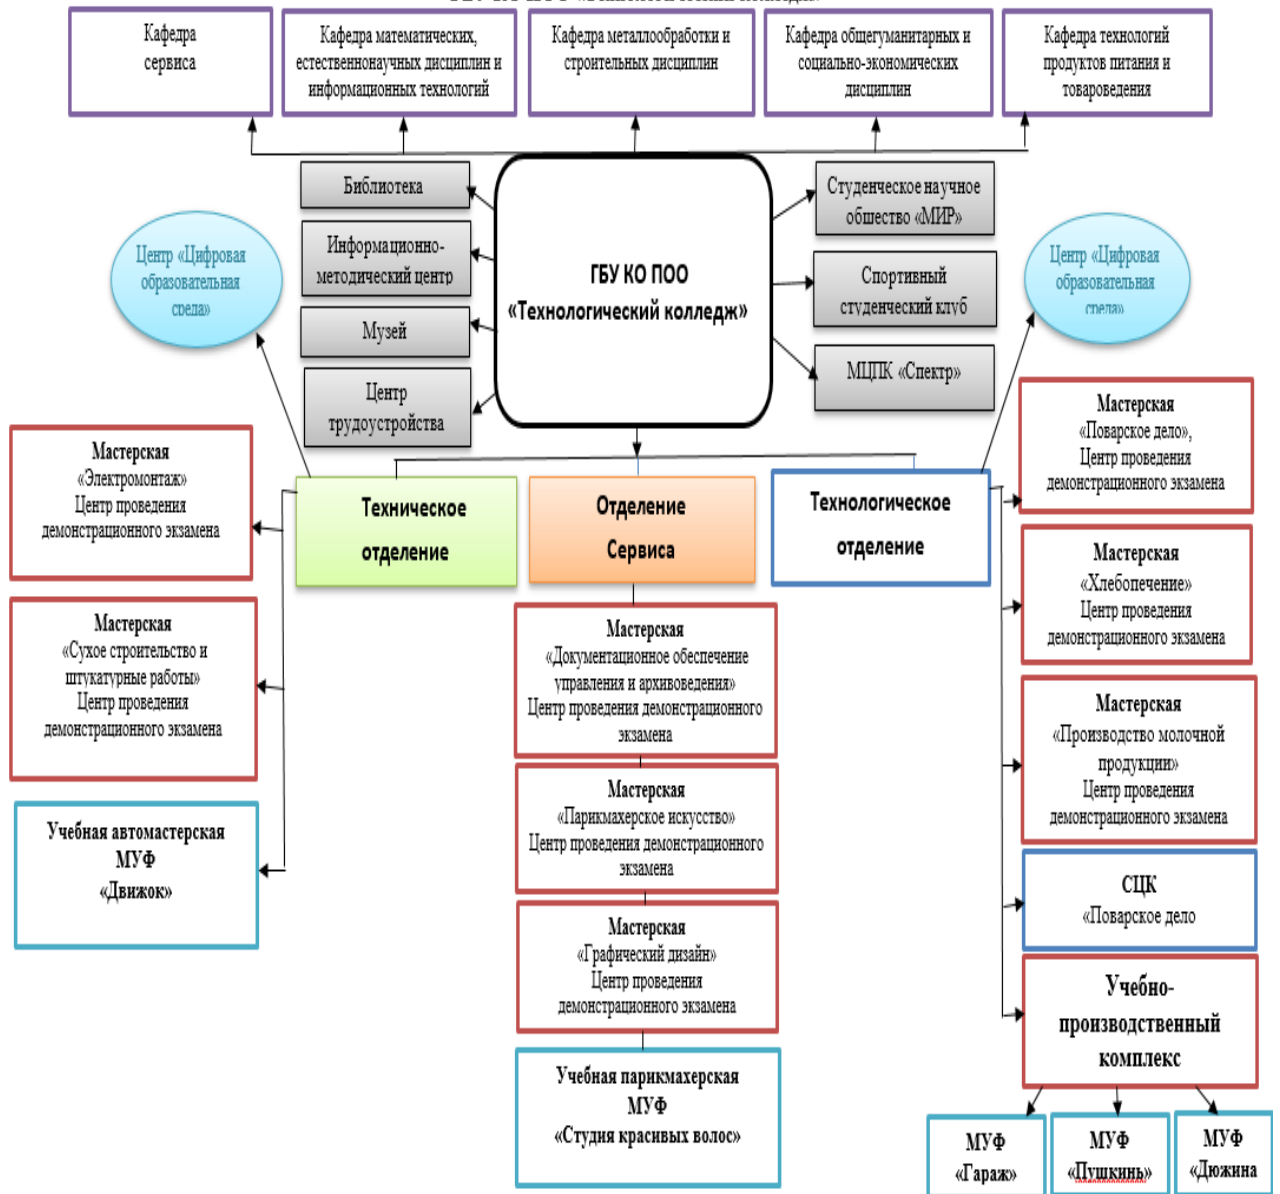 Кафедра
сервиса
Кафедра математических,
естественнонаучных дисциплин и
информационных технологий
Кафедра металлообработки и
строительных дисциплин
Кафедра общегуманитарных и
социально-экономических
дисциплин
Кафедра технологий
продуктов питания и
товароведения
Библиотека
Информационно-
методический центр
Музей
Центр
трудоустройства
ГБУ КО ПОО
«Технологический колледж»
Студенческое научное
общество «МИР»
Спортивный
студенческий клуб
МЦПК «Спектр»
Центр «Цифровая
образовательная
среда»
Центр «Цифровая
образовательная
среда»
Техническое
отделение
Отделение
Сервиса
Технологическое
отделение
Мастерская
«Электромонтаж»
Центр проведения
демонстрационного экзамена
Мастерская
«Сухое строительство и
штукатурные работы»
Центр проведения
демонстрационного экзамена
Учебная автомастерская
МУФ
«Движок»
Мастерская
«Документационное обеспечение
управления и архивоведения»
Центр проведения демонстрационного
экзамена
Мастерская
«Парикмахерское искусство»
Центр проведения демонстрационного
экзамена
Мастерская
«Графический дизайн»
Центр проведения
демонстрационного экзамена
Учебная парикмахерская
МУФ
«Студия красивых волос»
Мастерская
«Поварское дело»,
Центр проведения
демонстрационного экзамена
Мастерская
«Хлебопечение»
Центр проведения
демонстрационного экзамена
Мастерская
«Производство молочной
продукции»
Центр проведения
демонстрационного экзамена
СЦК
«Поварское дело
Учебно-
производственный
комплекс
МУФ
«Гараж»
МУФ
«Пушкинь»
МУФ
«Дюжина